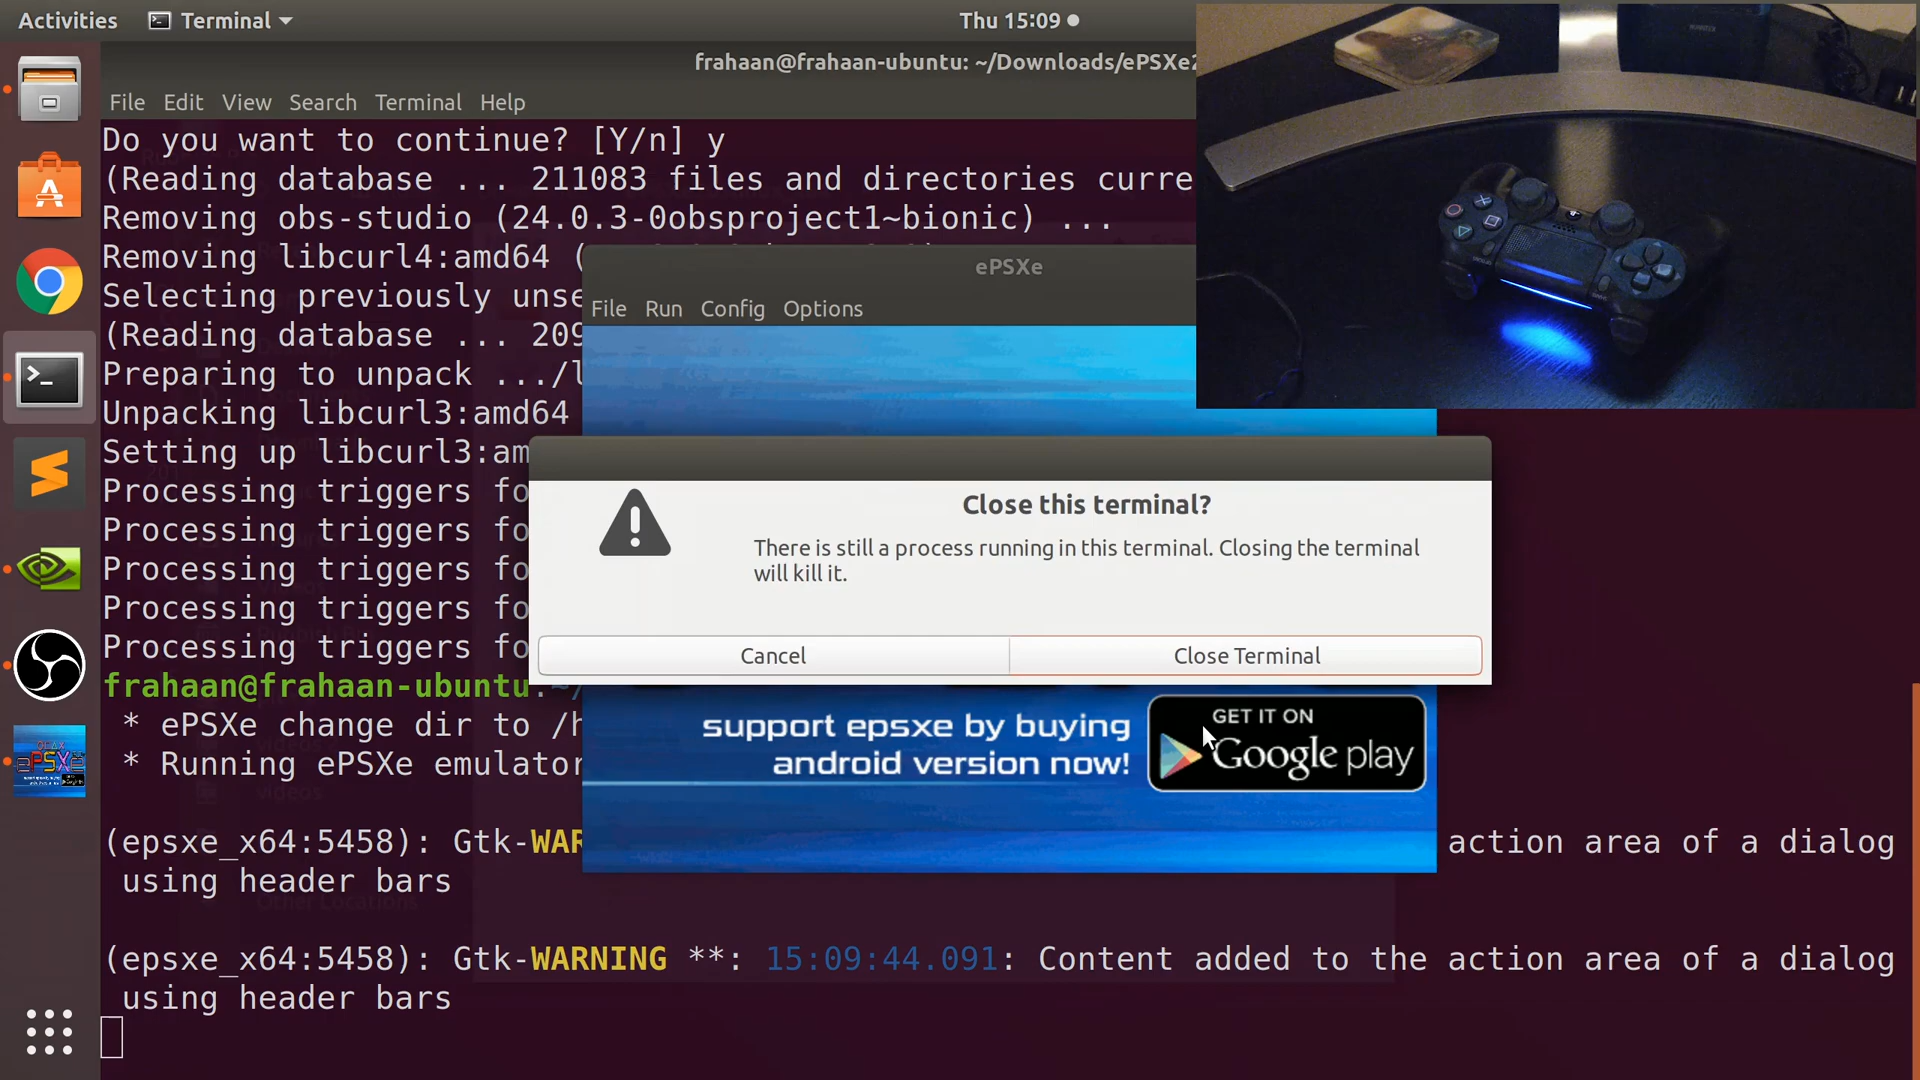 Activities
Terminal
Thu 15:09
frahaan@frahaan-ubuntu: ~/Downloads/ePSXe2
File Edit View Search Terminal Help
Do you want to continue? [Y/n] y
(Reading database ... 211083 files and directories curre
Removing obs-studio (24.0.3-0obsproject1~bionic) ...
Removing libcurl4:amd64 (
Selecting previously unse
(Reading database ... 209
Preparing to unpack .../l
Unpacking libcurl3:amd64
Setting up libcurl3:am
Processing triggers fo
Processing triggers fo
Processing triggers fo
Processing triggers fo
Processing triggers fo
frahaan@frahaan-ubuntu:~/
* ePSXe change dir to /h
* Running ePSXe emulator
(epsxe_x64:5458): Gtk-WAR
action area of a dialog
using header bars
(epsxe_x64:5458): Gtk-WARNING **: 15:09:44.091: Content added to the action area of a dialog
using header bars
ePSXe
File Run Config Options
Close this terminal?
There is still a process running in this terminal. Closing the terminal
will kill it.
Cancel
Close Terminal
support epsxe by buying
android version now!
GET IT ON
Google play
Other Locations